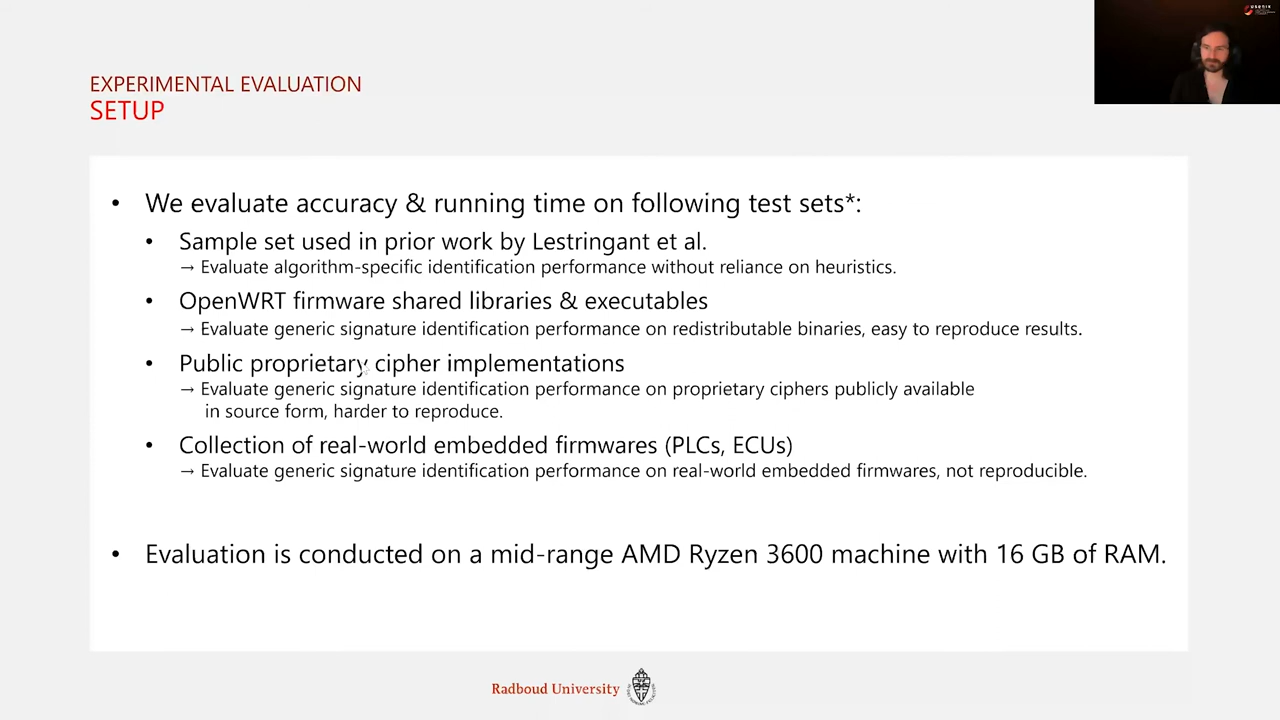 usenix
EXPERIMENTAL EVALUATION
SETUP
• We evaluate accuracy & running time on following test sets*:
• Sample set used in prior work by Lestringant et al.
→ Evaluate algorithm-specific identification performance without reliance on heuristics.
• OpenWRT firmware shared libraries & executables
→ Evaluate generic signature identification performance on redistributable binaries, easy to reproduce results.
• Public proprietary cipher implementations
→ Evaluate generic signature identification performance on proprietary ciphers publicly available
in source form, harder to reproduce.
• Collection of real-world embedded firmwares (PLCs, ECUs)
→ Evaluate generic signature identification performance on real-world embedded firmwares, not reproducible.
• Evaluation is conducted on a mid-range AMD Ryzen 3600 machine with 16 GB of RAM.
Radboud University